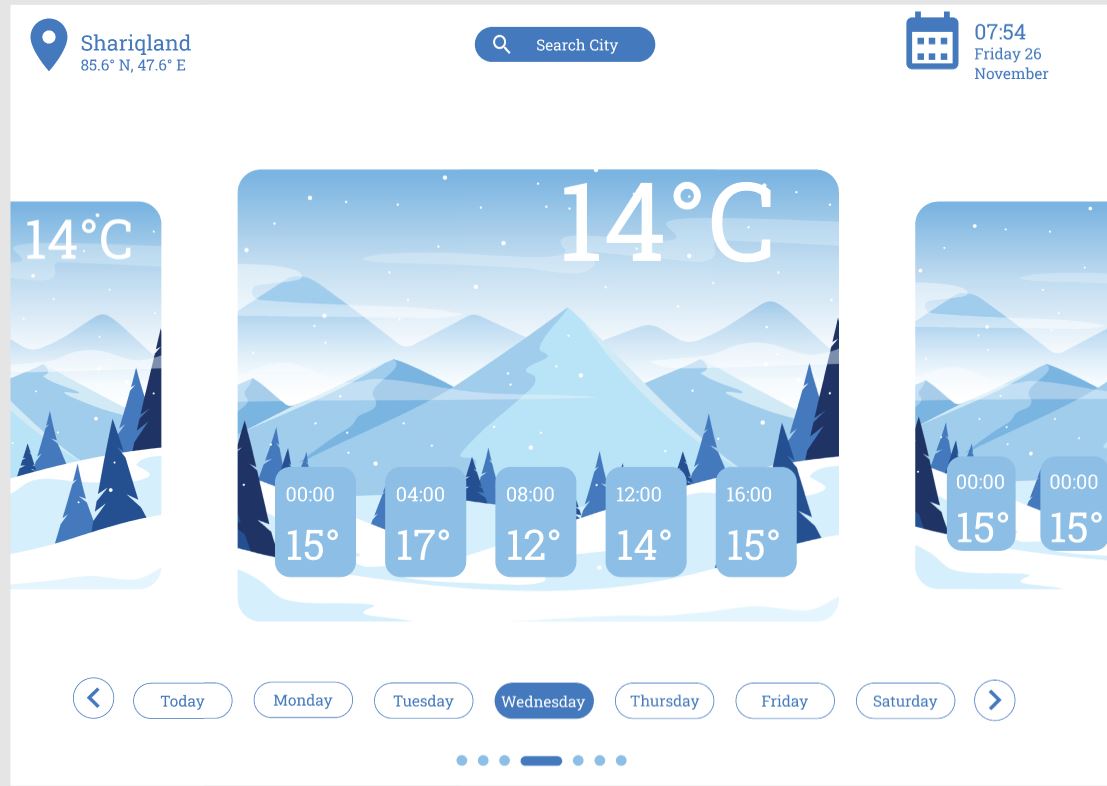 Shariqland
85.6° N, 47.6° E
Search City
07:54
Friday 26
November
14°C
14°C
00:00
15°
04:00
17°
08:00
12°
12:00
14°
16:00
15°
00:00
15°
00:00
15°
Today
Monday
Tuesday
Wednesday
Thursday
Friday
Saturday